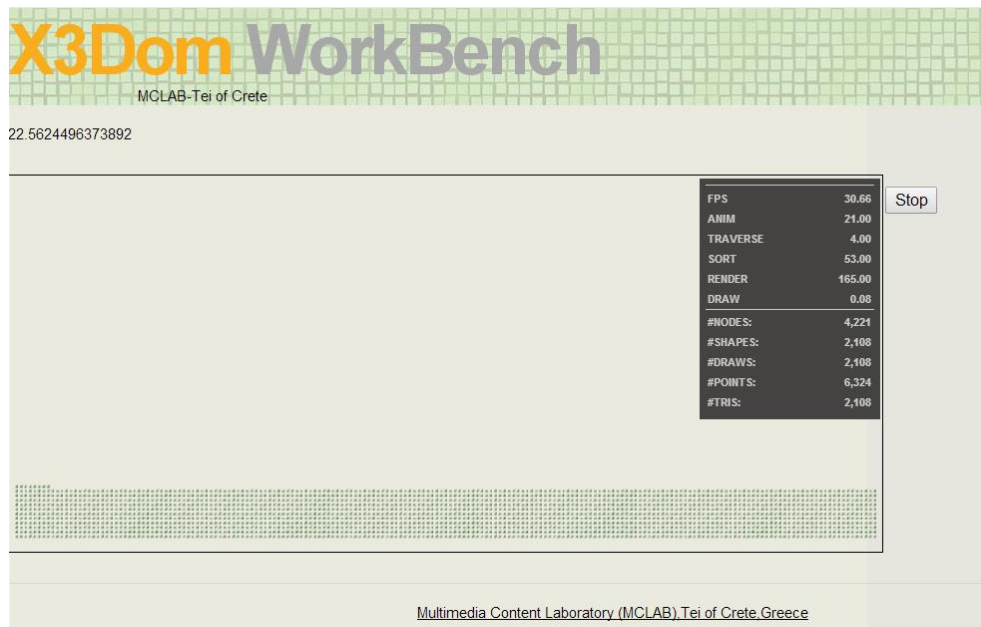 X3Dom WorkBench
MCLAB-Tei of Crete
22.5624496373892
FPS 30.66
ANIM 21.00
TRAVERSE 4.00
SORT 53.00
RENDER 165.00
DRAW 0.08
#NODES: 4,221
#SHAPES: 2,108
#DRAWS: 2,108
#POINTS: 6,324
#TRIS: 2,108
Stop
Multimedia Content Laboratory (MCLAB),Tei of Crete,Greece